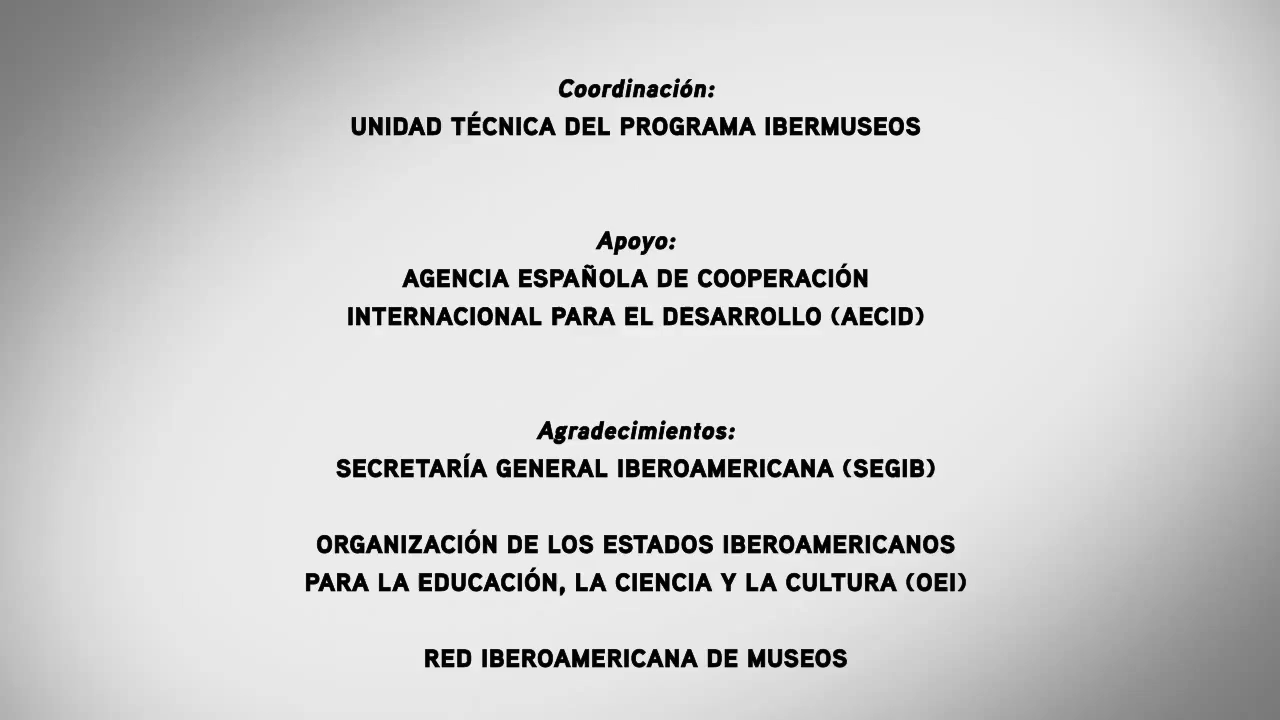 Coordinación:
UNIDAD TÉCNICA DEL PROGRAMA IBERMUSEOS
Apoyo:
AGENCIA ESPAÑOLA DE COOPERACIÓN
INTERNACIONAL PARA EL DESARROLLO (AECID)
Agradecimientos:
SECRETARÍA GENERAL IBEROAMERICANA (SEGIB)
ORGANIZACIÓN DE LOS ESTADOS IBEROAMERICANOS
PARA LA EDUCACIÓN, LA CIENCIA Y LA CULTURA (OEI)
RED IBEROAMERICANA DE MUSEOS